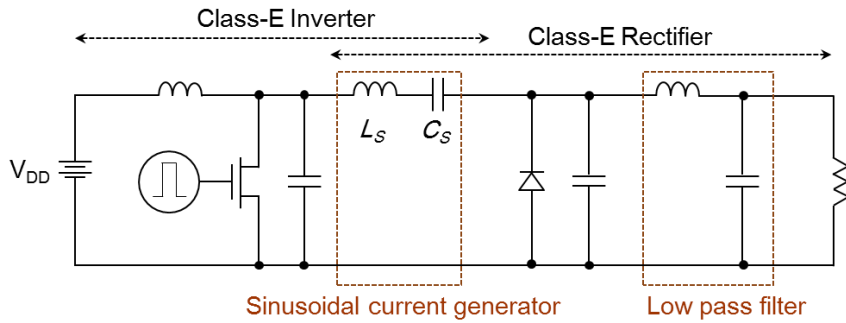 Class-E Inverter
Class-E Rectifier
L_S
C_S
V_DD
Sinusoidal current generator
Low pass filter